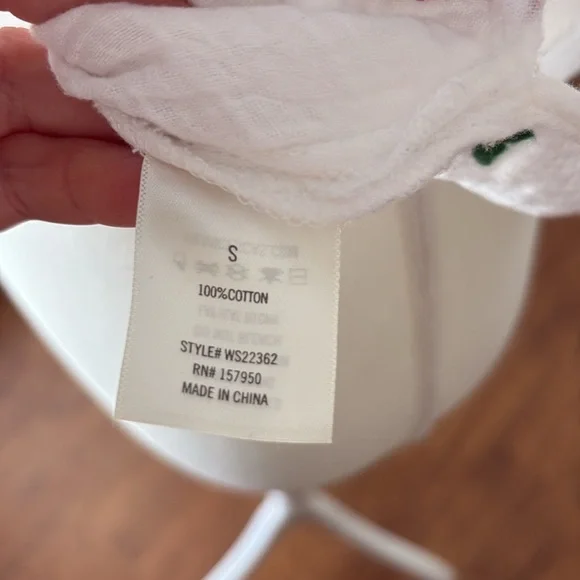 S
100%COTTON
STYLE# WS22362
RN# 157950
MADE IN CHINA